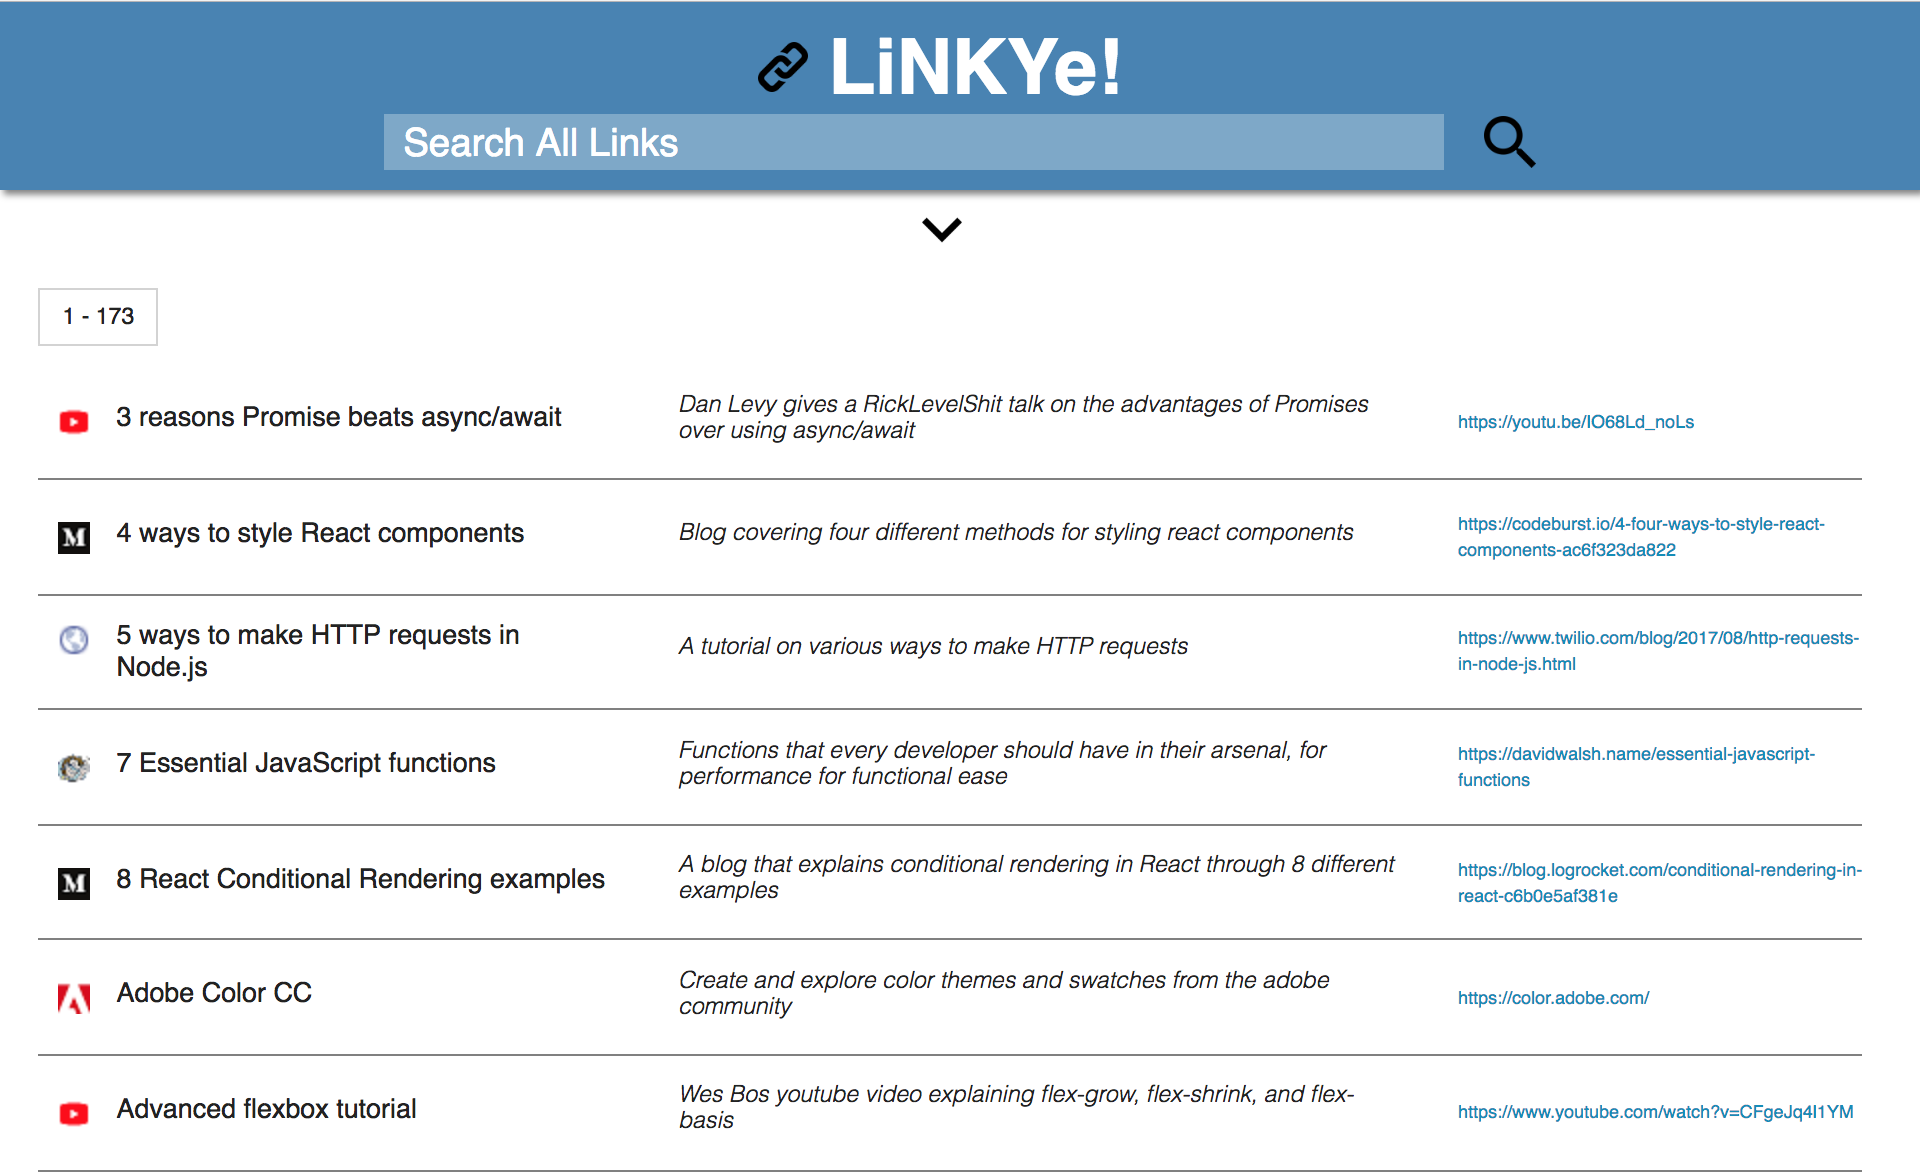 LiNKYe!
Search All Links
1 - 173
3 reasons Promise beats async/await
Dan Levy gives a RickLevelShit talk on the advantages of Promises
over using async/await
https://youtu.be/IO68Ld_noLs
M
4 ways to style React components
Blog covering four different methods for styling react components
https://codeburst.io/4-four-ways-to-style-react-
components-ac6f323da822
5 ways to make HTTP requests in
Node.js
A tutorial on various ways to make HTTP requests
https://www.twilio.com/blog/2017/08/http-requests-
in-node-js.html
7 Essential JavaScript functions
Functions that every developer should have in their arsenal, for
performance for functional ease
https://davidwalsh.name/essential-javascript-
functions
M
8 React Conditional Rendering examples
A blog that explains conditional rendering in React through 8 different
examples
https://blog.logrocket.com/conditional-rendering-in-
react-c6b0e5af381e
Adobe Color CC
Create and explore color themes and swatches from the adobe
community
https://color.adobe.com/
Advanced flexbox tutorial
Wes Bos youtube video explaining flex-grow, flex-shrink, and flex-
basis
https://www.youtube.com/watch?v=CFgeJq4I1YM